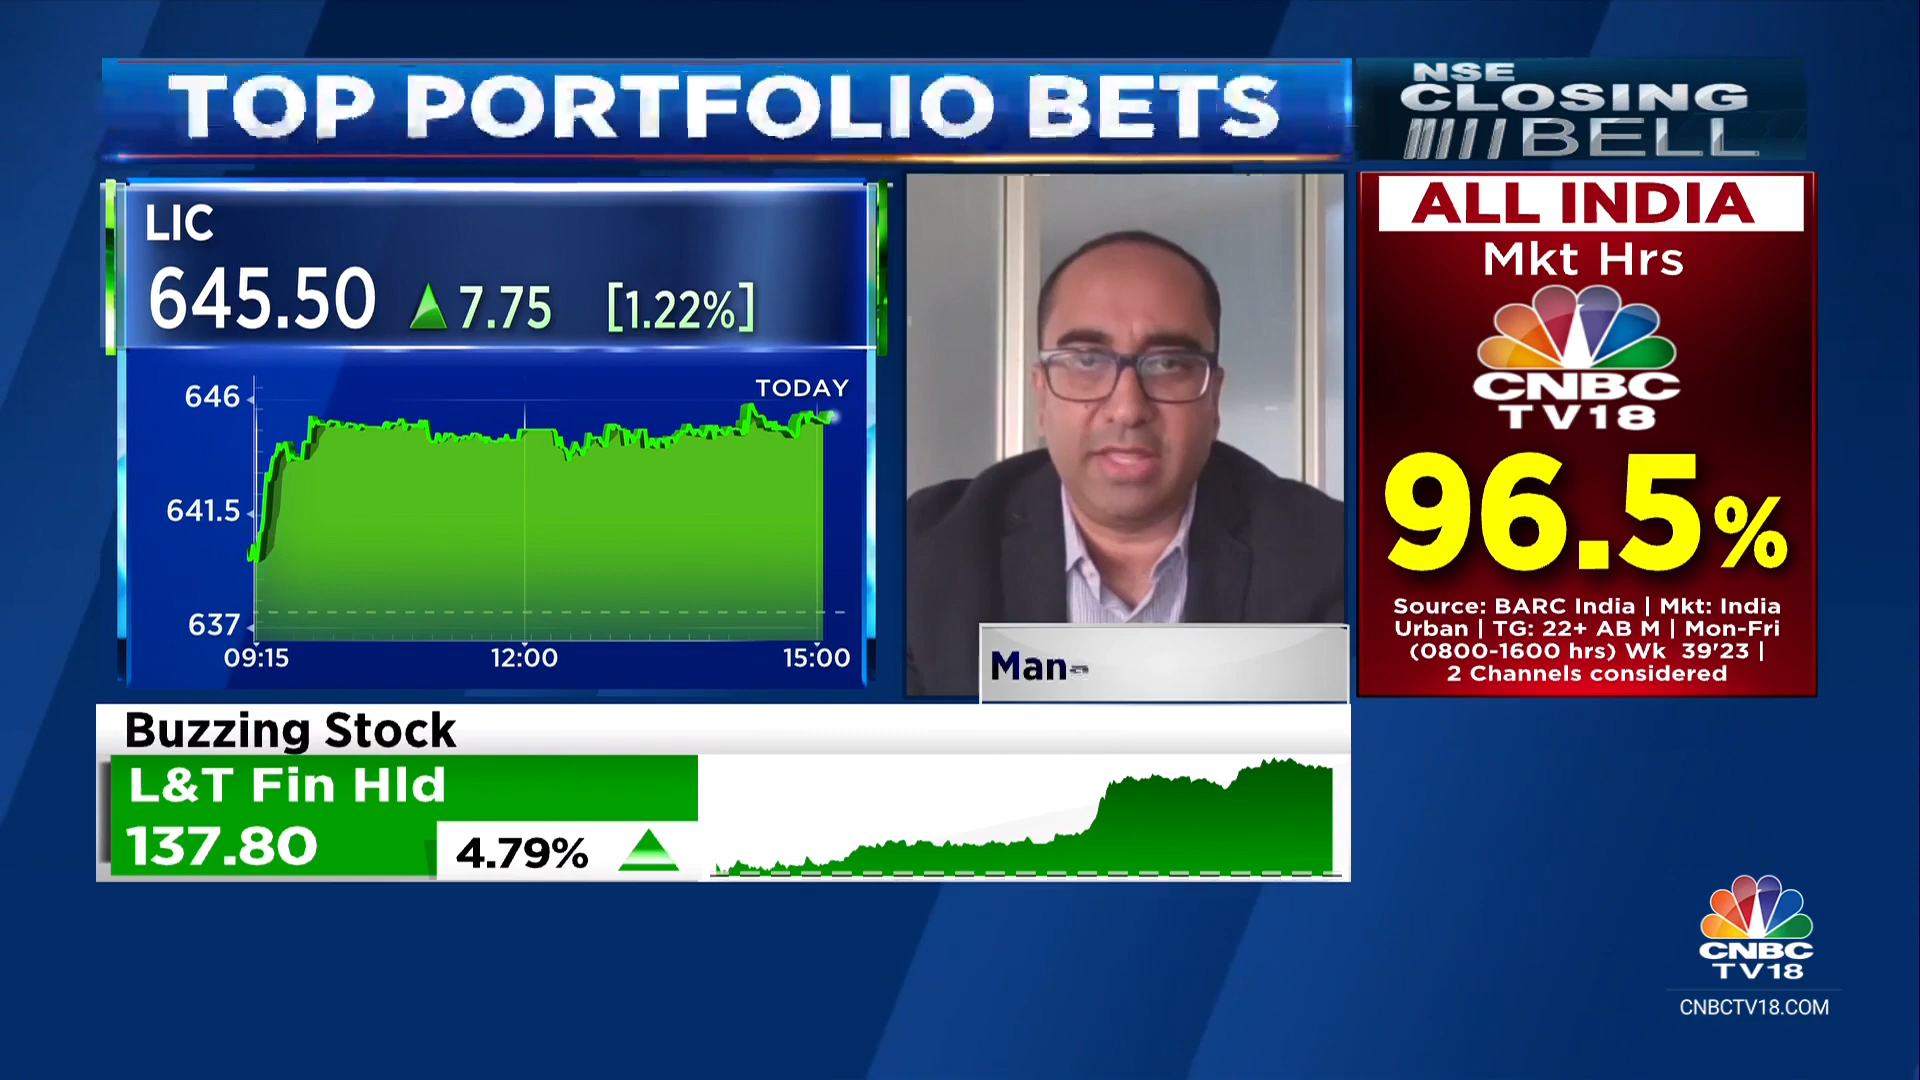 TOP PORTFOLIO BETS
NSE
CLOSING
BELL
LIC
645.50 7.75 [1.22%]
TODAY
646
641.5
637
09:15 12:00 15:00
ALL INDIA
Mkt Hrs
CNBC
TV18
96.5%
Source: BARC India | Mkt: India
Urban | TG: 22+ AB M | Mon-Fri
(0800-1600 hrs) Wk 39'23 |
2 Channels considered
Man
Buzzing Stock
L&T Fin Hld
137.80 4.79%
CNBC
TV18
CNBCTV18.COM